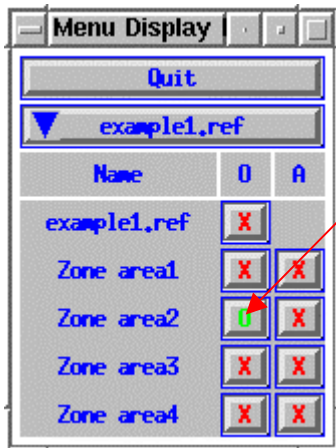 Menu Display
Quit
example1.ref
Name O A
example1.ref X
Zone area1 X X
Zone area2 O X
Zone area3 X X
Zone area4 X X